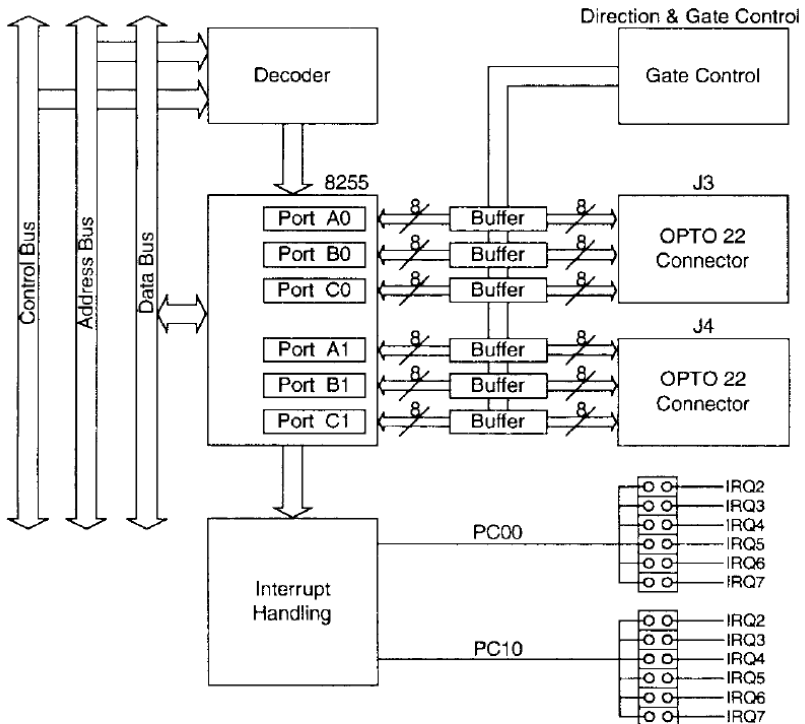 Direction & Gate Control
Decoder
Gate Control
Control Bus
Address Bus
Data Bus
8255
J3
Port A0
8
Buffer
8
OPTO 22
Connector
Port B0
8
Buffer
8
Port C0
8
Buffer
8
J4
Port A1
8
Buffer
8
OPTO 22
Connector
Port B1
8
Buffer
8
Port C1
8
Buffer
8
Interrupt
Handling
PC00
IRQ2
IRQ3
IRQ4
IRQ5
IRQ6
IRQ7
PC10
IRQ2
IRQ3
IRQ4
IRQ5
IRQ6
IRQ7